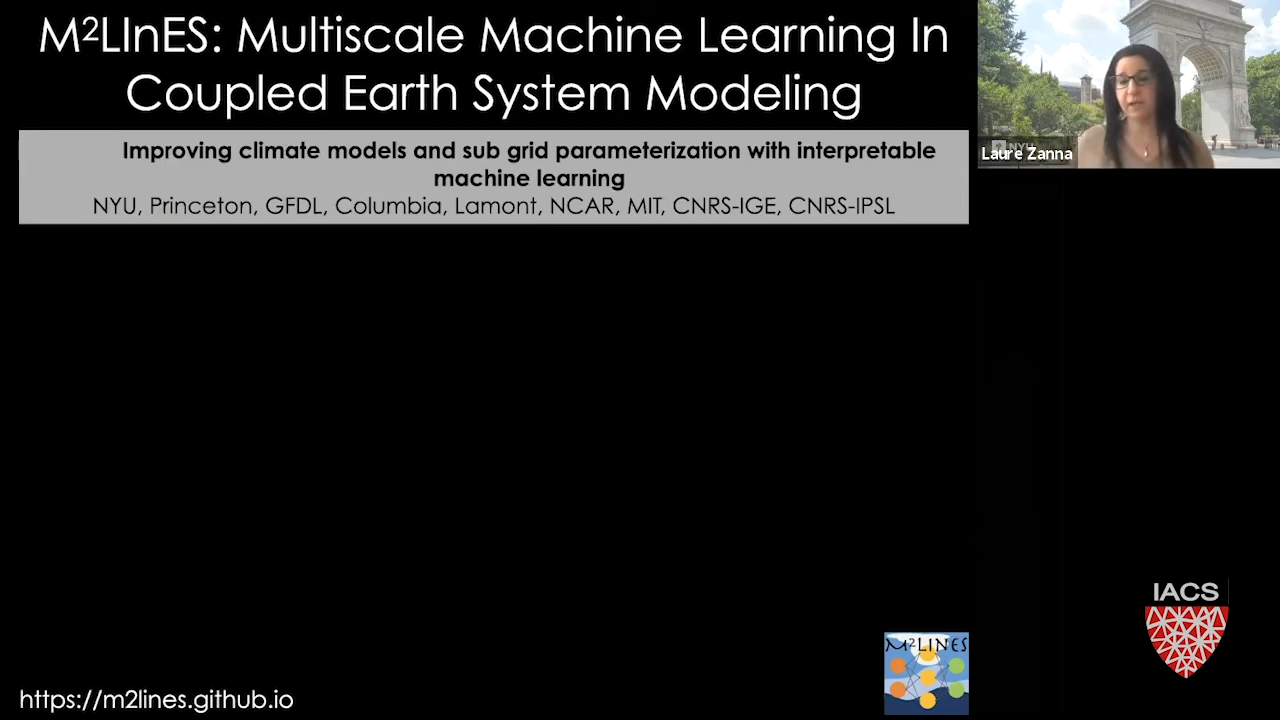 M²LInES: Multiscale Machine Learning In
Coupled Earth System Modeling
Improving climate models and sub grid parameterization with interpretable
machine learning
NYU, Princeton, GFDL, Columbia, Lamont, NCAR, MIT, CNRS-IGE, CNRS-IPSL
NYU
Laure Zanna
IACS
M²LINES
https://m2lines.github.io